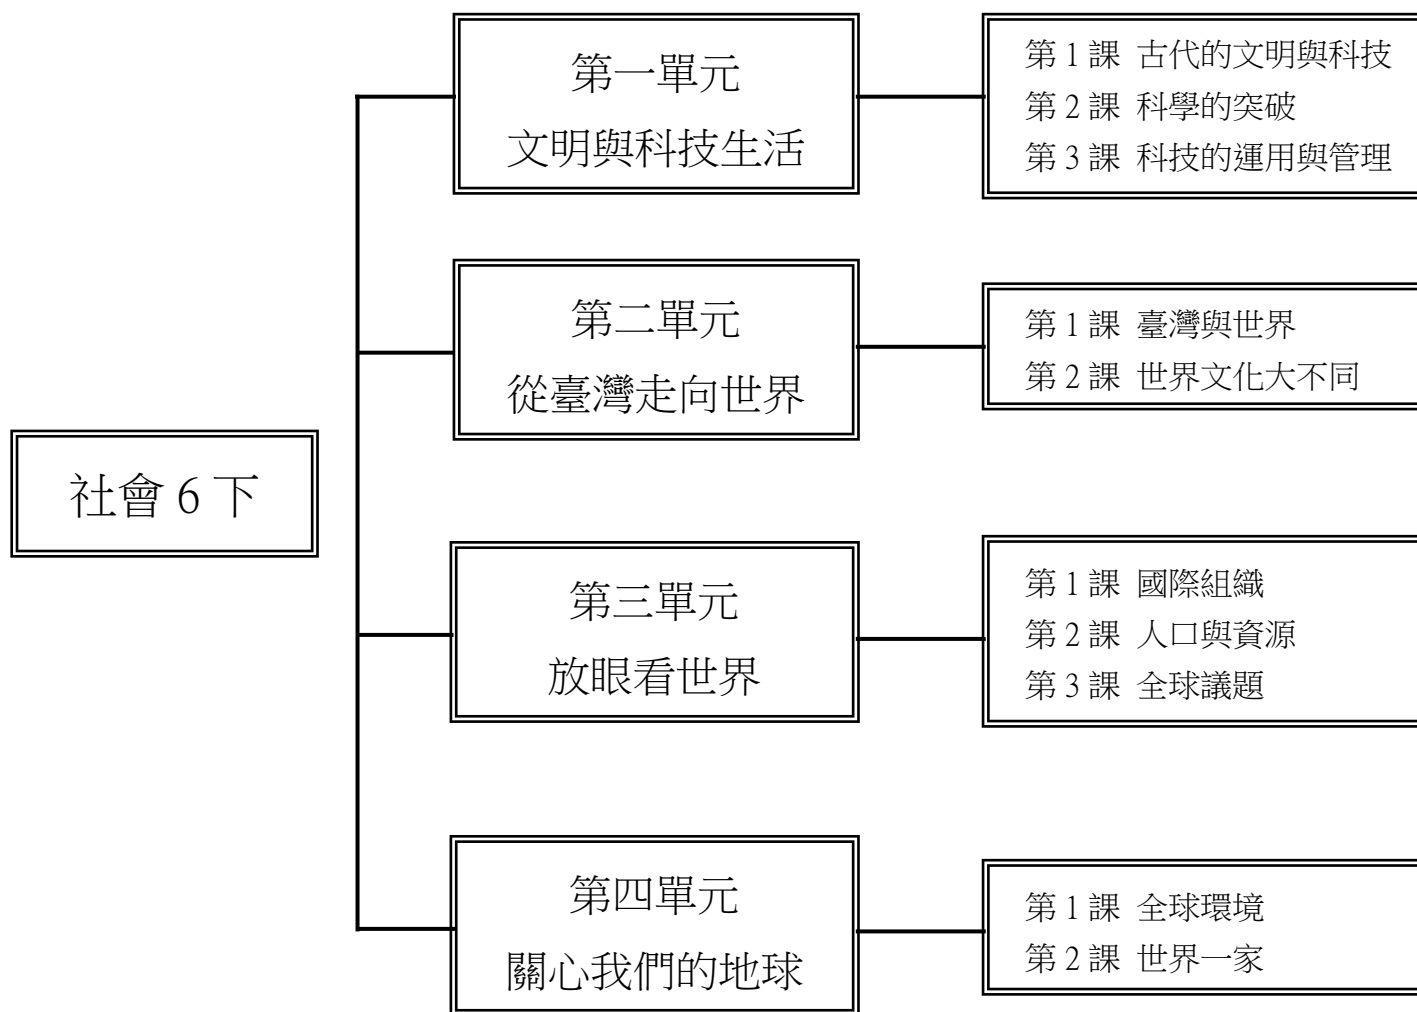 社會 6 下
第一單元
文明與科技生活
第 1 課 古代的文明與科技
第 2 課 科學的突破
第 3 課 科技的運用與管理
第二單元
從臺灣走向世界
第 1 課 臺灣與世界
第 2 課 世界文化大不同
第三單元
放眼看世界
第 1 課 國際組織
第 2 課 人口與資源
第 3 課 全球議題
第四單元
關心我們的地球
第 1 課 全球環境
第 2 課 世界一家